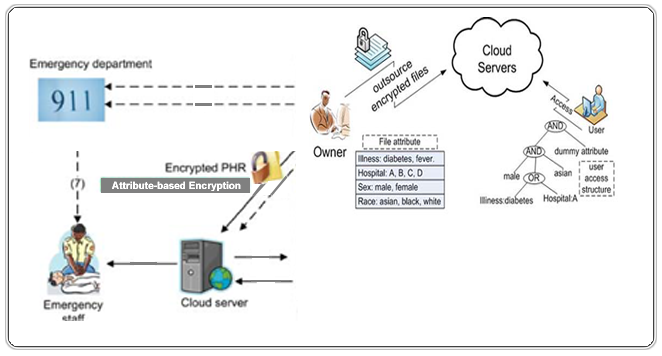 Emergency department
911
(7)
Encrypted PHR
Attribute-based Encryption
Emergency
staff
Cloud server
outsource
encrypted files
Cloud
Servers
Owner
Access
User
File attribute
Illness: diabetes, fever.
Hospital: A, B, C, D
Sex: male, female
Race: asian, black, white
AND
AND
dummy attribute
male
OR
asian
user
access
structure
Illness:diabetes
Hospital:A